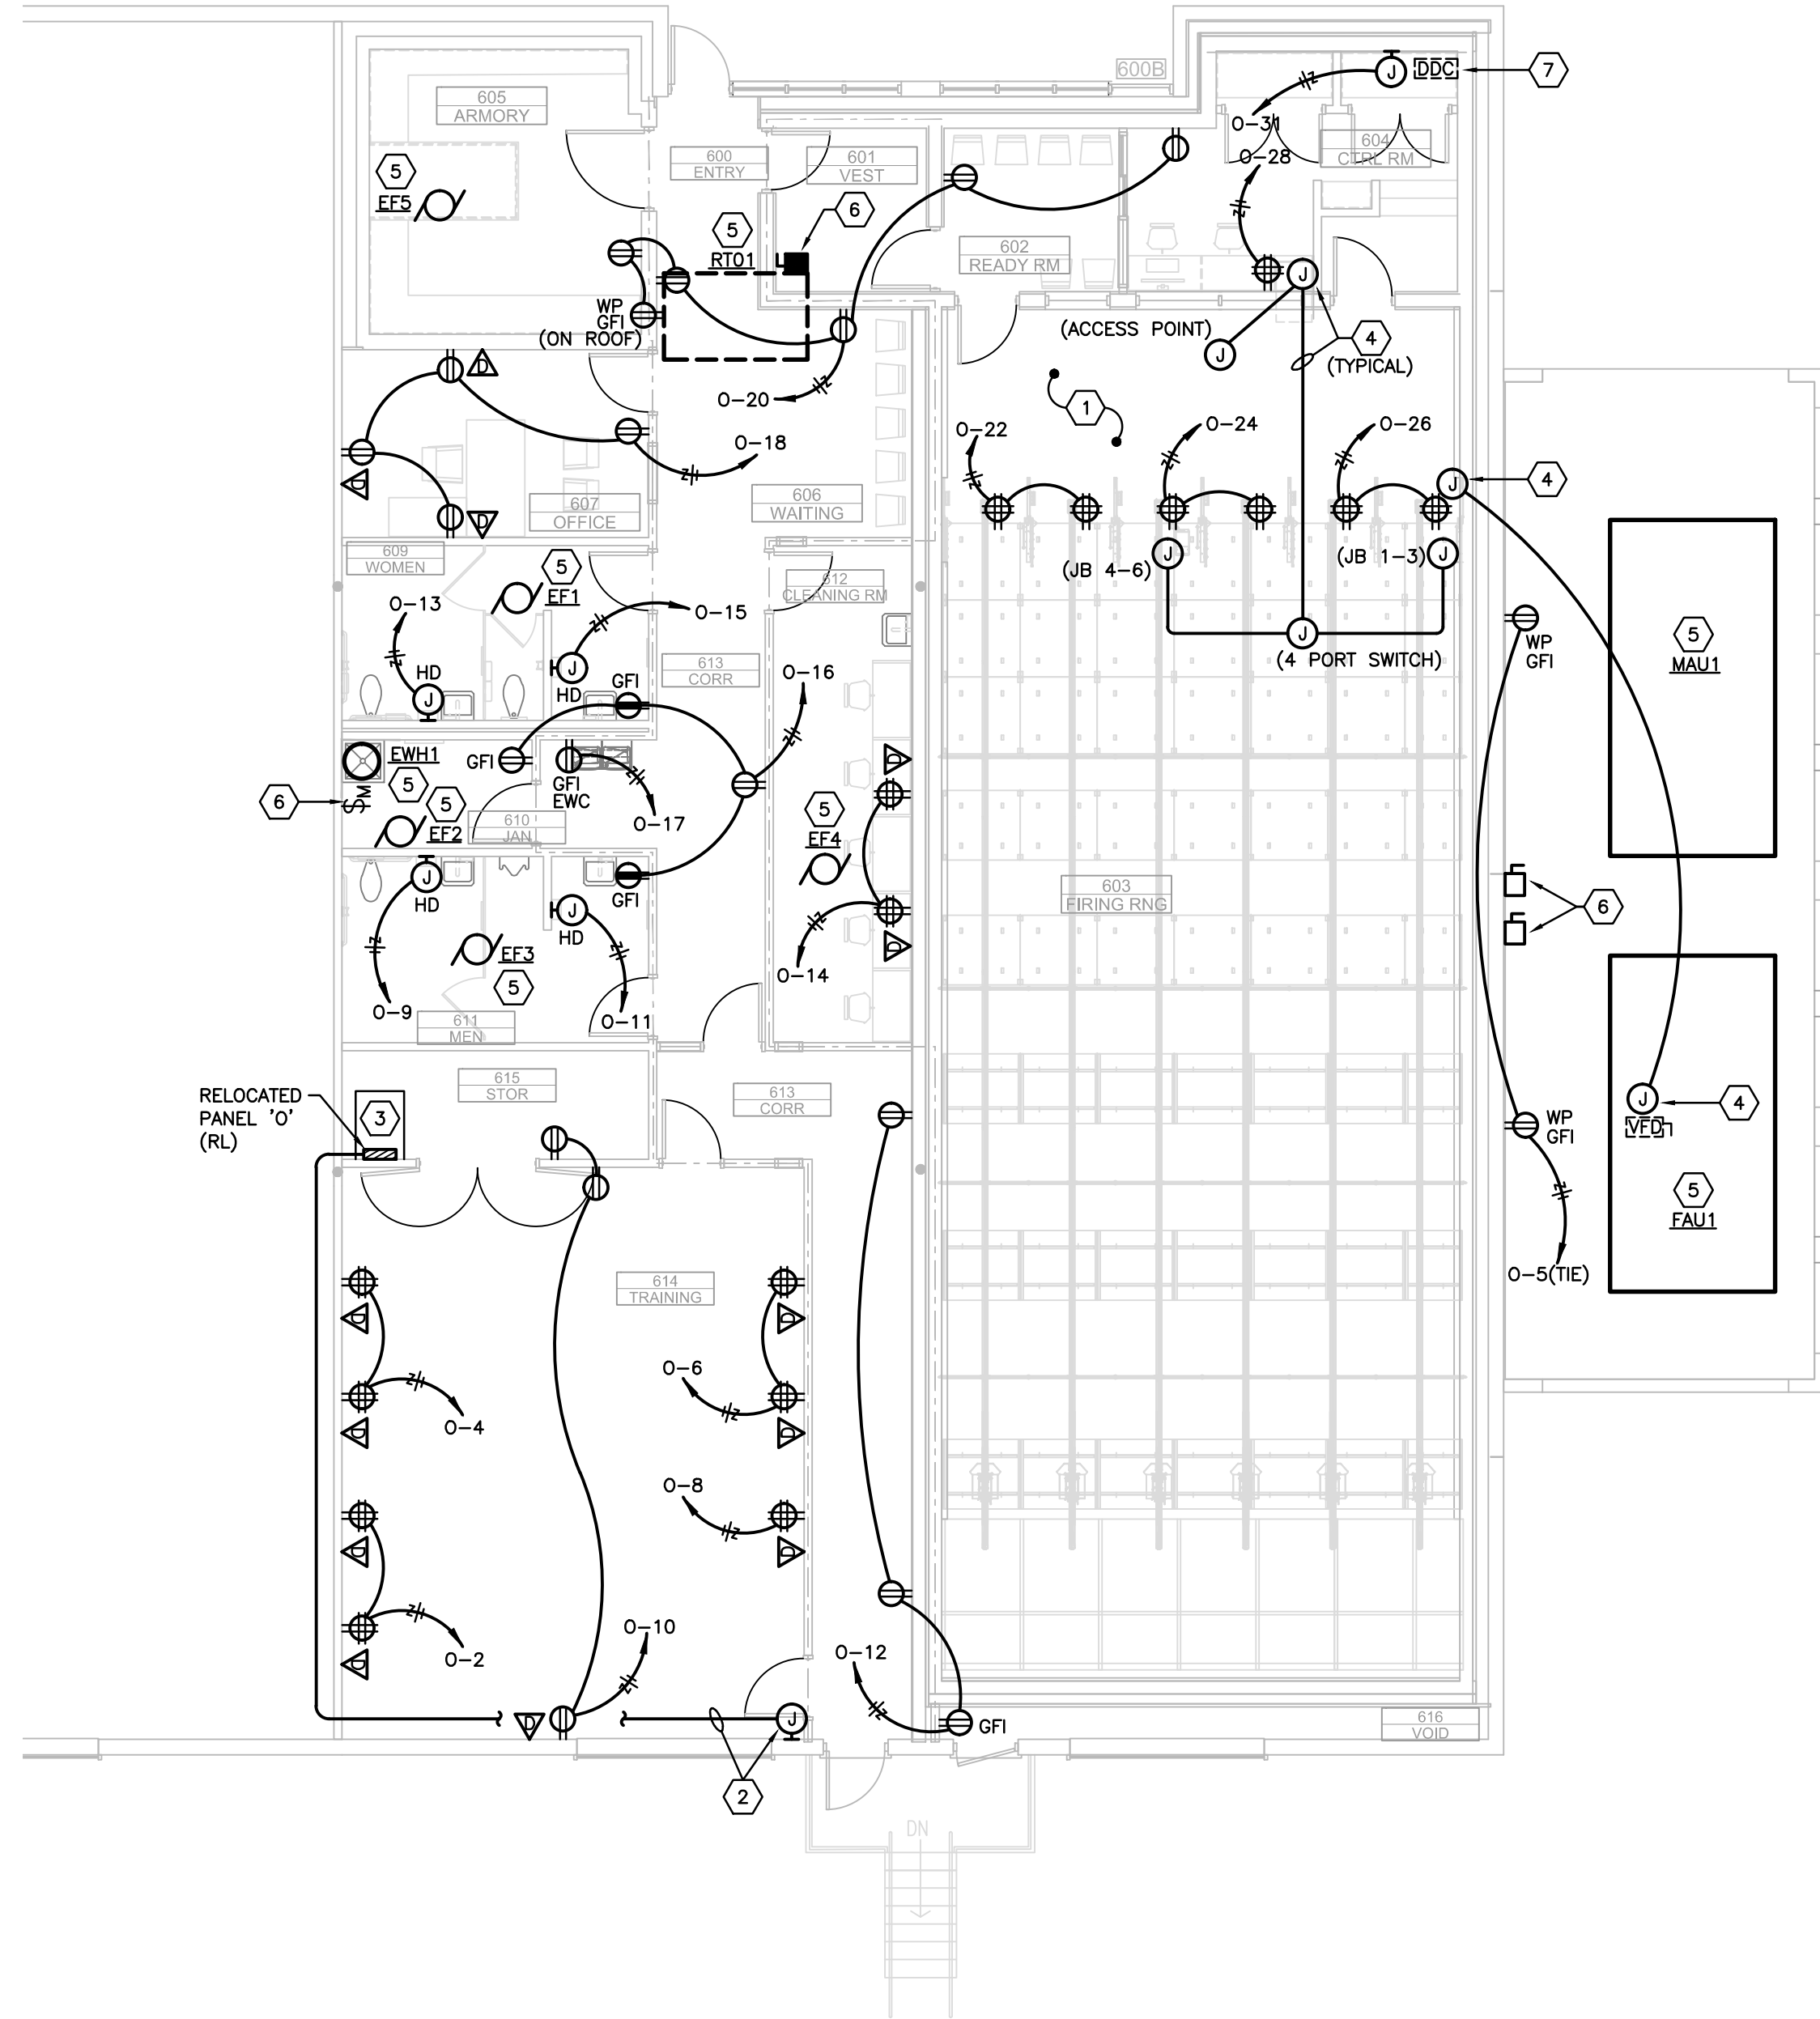 600B
DDC
7
J
605
ARMORY
O-31
600
ENTRY
601
VEST
O-28
604
CTRL RM
5
EF5
6
5
RTO1
602
READY RM
J
WP
GFI
(ON ROOF)
(ACCESS POINT)
J
4
(TYPICAL)
D
O-20
1
O-18
O-22
O-24
O-26
D
607
OFFICE
606
WAITING
J
4
D
609
WOMEN
5
EF1
612
CLEANING RM
(JB 4-6)
J
(JB 1-3)
J
O-13
O-15
J
(4 PORT SWITCH)
WP
GFI
5
MAU1
HD
J
J
HD
GFI
613
CORR
O-16
EWH1
5
GFI
GFI
EWC
D
6
SM
5
EF2
610
JAN
O-17
5
EF4
J
HD
GFI
603
FIRING RNG
6
J
HD
EF3
5
D
O-14
O-9
O-11
611
MEN
RELOCATED
PANEL 'O'
(RL)
3
615
STOR
613
CORR
WP
GFI
J
VFD
4
5
FAU1
O-5(TIE)
614
TRAINING
D
D
O-6
O-4
D
D
O-8
D
D
O-2
D
O-10
O-12
D
J
GFI
616
VOID
2
DN